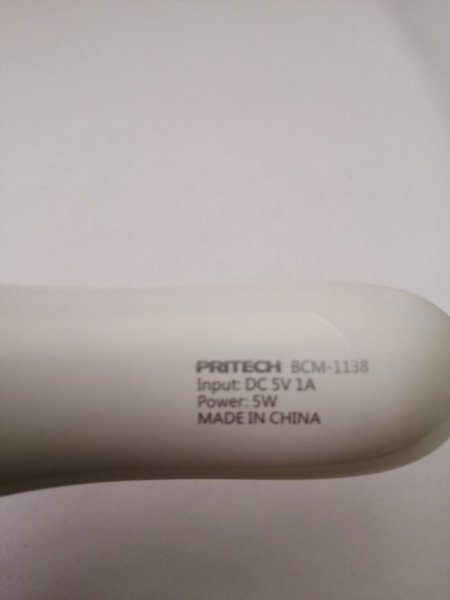 PRITECH BCM-1138
Input: DC 5V 1A
Power: 5W
MADE IN CHINA